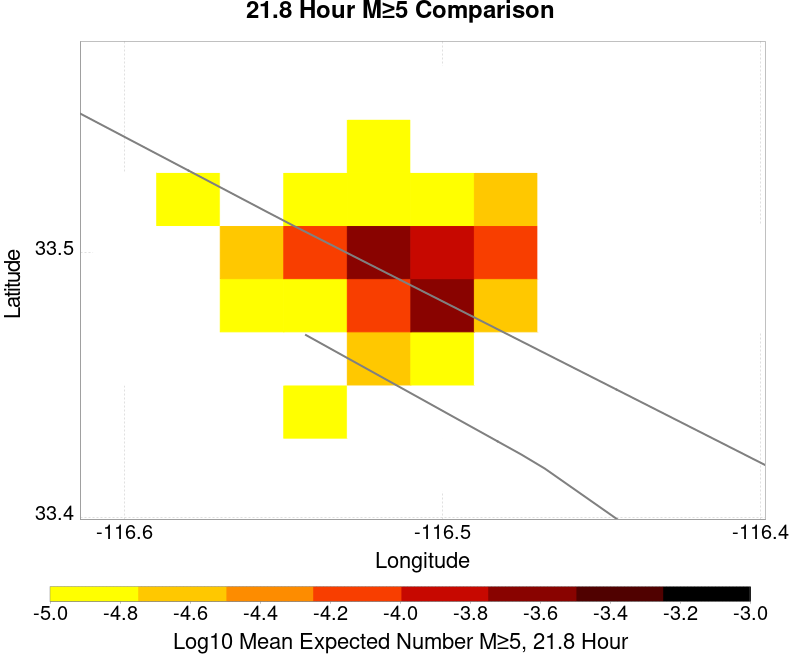 21.8 Hour M≥5 Comparison
Latitude
33.5
33.4
-116.6 -116.5 -116.4
Longitude
-5.0 -4.8 -4.6 -4.4 -4.2 -4.0 -3.8 -3.6 -3.4 -3.2 -3.0
Log10 Mean Expected Number M≥5, 21.8 Hour